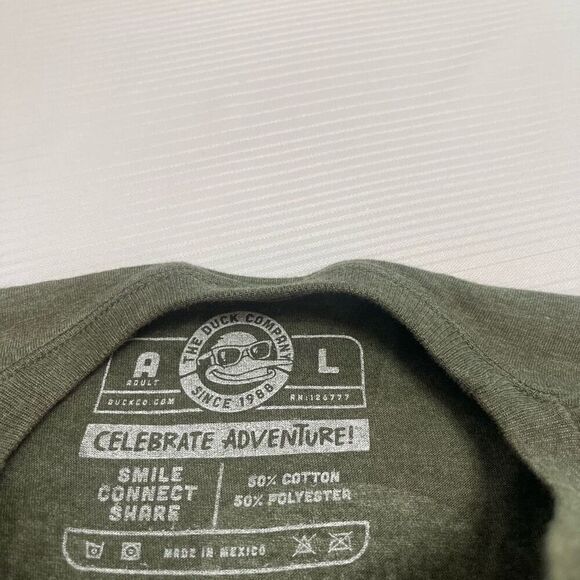 THE DUCK COMPANY
SINCE 1988
A
ADULT
DUCKCO.COM
L
RN:126777
CELEBRATE ADVENTURE!
SMILE
CONNECT
SHARE
50% COTTON
50% POLYESTER
MADE IN MEXICO